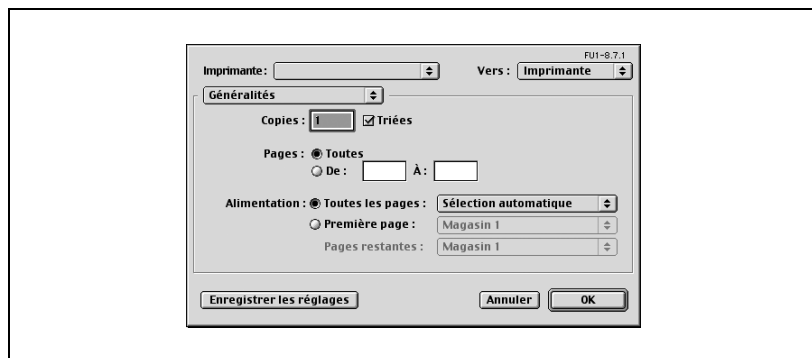 FU1-8.7.1
Imprimante : Vers : Imprimante
Généralités
Copies : 1 Triées
Pages : Toutes
De : À :
Alimentation : Toutes les pages : Sélection automatique
Première page : Magasin 1
Pages restantes : Magasin 1
Enregistrer les réglages Annuler OK